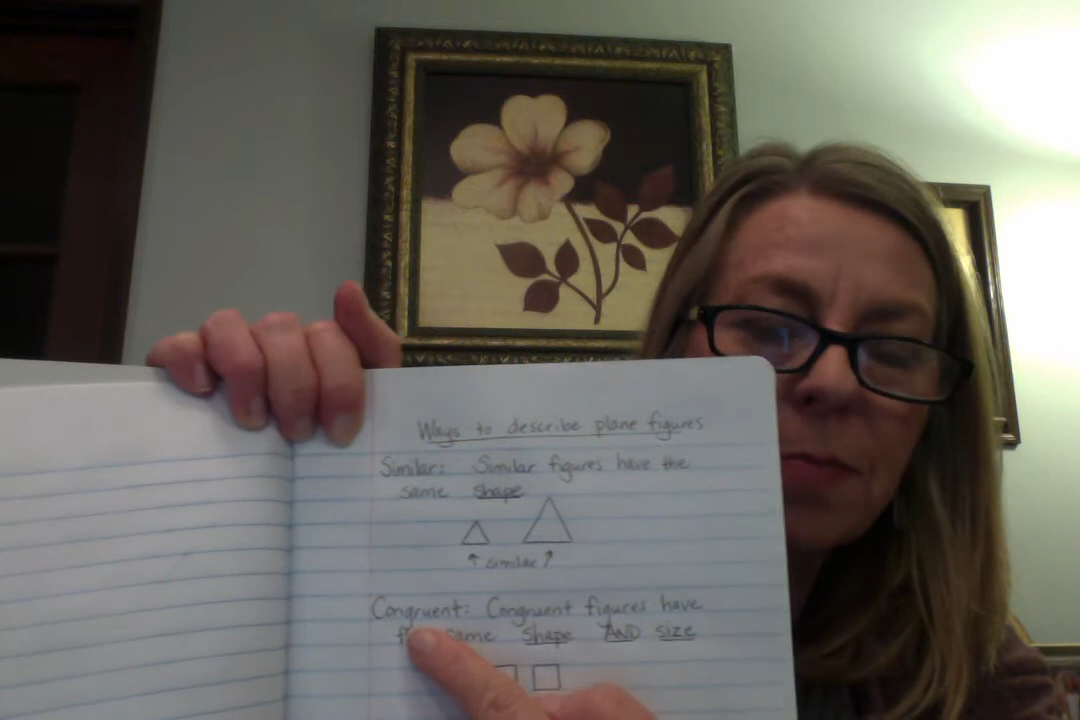 Ways to describe plane figures
Similar: Similar figures have the
same shape
↑ similar ↑
Congruent: Congruent figures have
same shape AND size